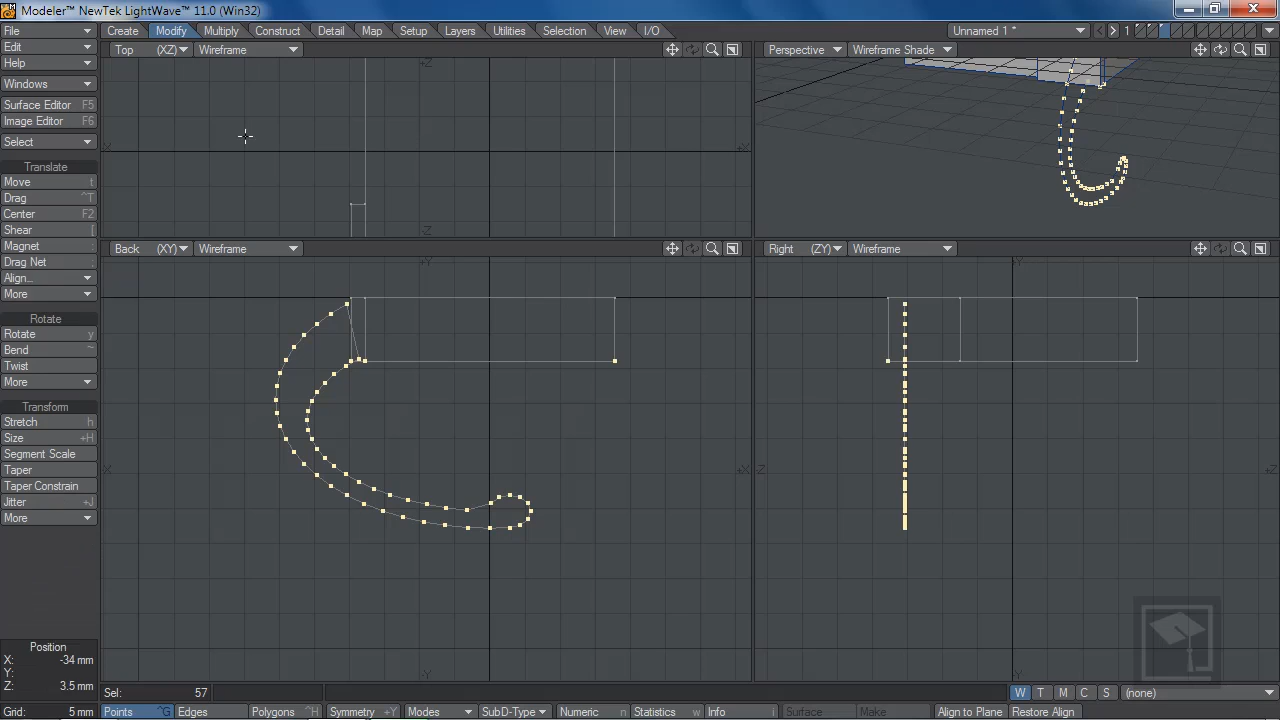 Modeler™ NewTek LightWave™ 11.0 (Win32)
File
Create Modify Multiply Construct Detail Map Setup Layers Utilities Selection View I/O Unnamed 1 * 1
Edit
Top (XZ) Wireframe
Perspective Wireframe Shade
Help
Windows
Surface Editor F5
Image Editor F6
Select
Translate
Move t
Drag ^T
Center F2
Shear [
Magnet :
Drag Net ;
Align...
More
Rotate
Rotate y
Bend ~
Twist
More
Transform
Stretch h
Size +H
Segment Scale
Taper
Taper Constrain
Jitter +J
More
X +X
+Z
-Z
Back (XY) Wireframe
Right (ZY) Wireframe
+Y
X +X
-Y
+Y
-Z +Z
-Y
Position
X: -34 mm
Y:
Z: 3.5 mm
Grid: 5 mm
Sel: 57
W T M C S (none)
Points ^G Edges Polygons ^H Symmetry +Y Modes SubD-Type Numeric n Statistics w Info i Surface Make Align to Plane Restore Align